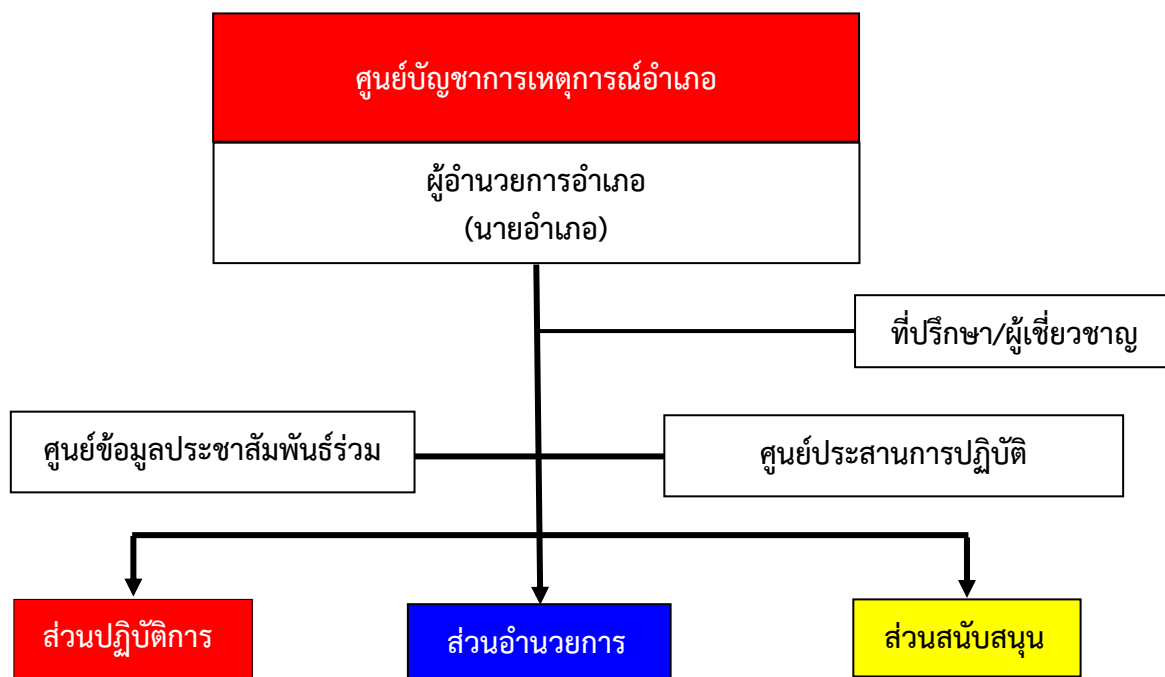 ศูนย์บัญชาการเหตุการณ์อำเภอ
ผู้อำนวยการอำเภอ
(นายอำเภอ)
ที่ปรึกษา/ผู้เชี่ยวชาญ
ศูนย์ข้อมูลประชาสัมพันธ์ร่วม
ศูนย์ประสานการปฏิบัติ
ส่วนปฏิบัติการ
ส่วนอำนวยการ
ส่วนสนับสนุน